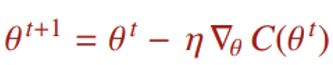 θ^{t+1} = θ^t − η ∇_θ C(θ^t)